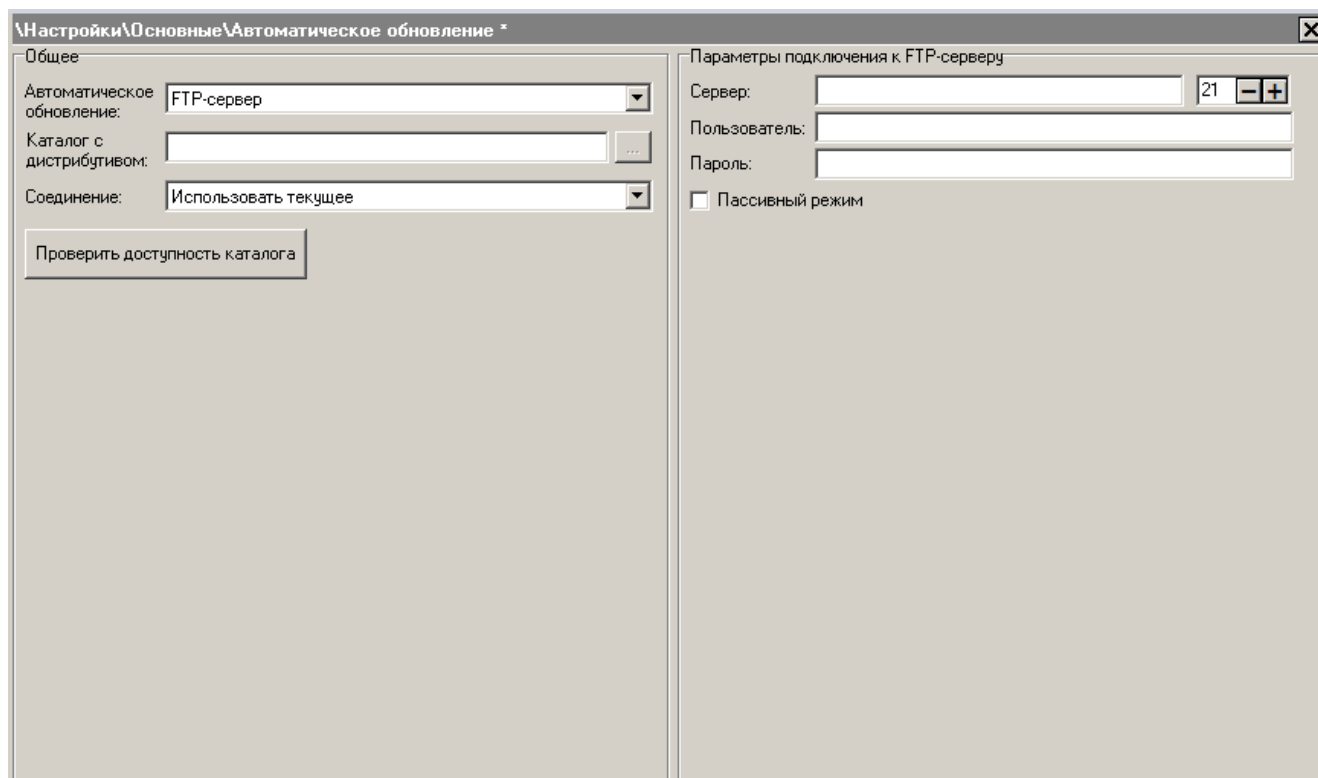 \Настройки\Основные\Автоматическое обновление *
Общее
Автоматическое
обновление:
FTP-сервер
Каталог с
дистрибутивом:
...
Соединение:
Использовать текущее
Проверить доступность каталога
Параметры подключения к FTP-серверу
Сервер:
21
Пользователь:
Пароль:
Пассивный режим